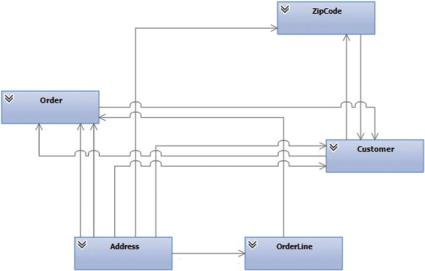 ZipCode
Order
Customer
Address
OrderLine